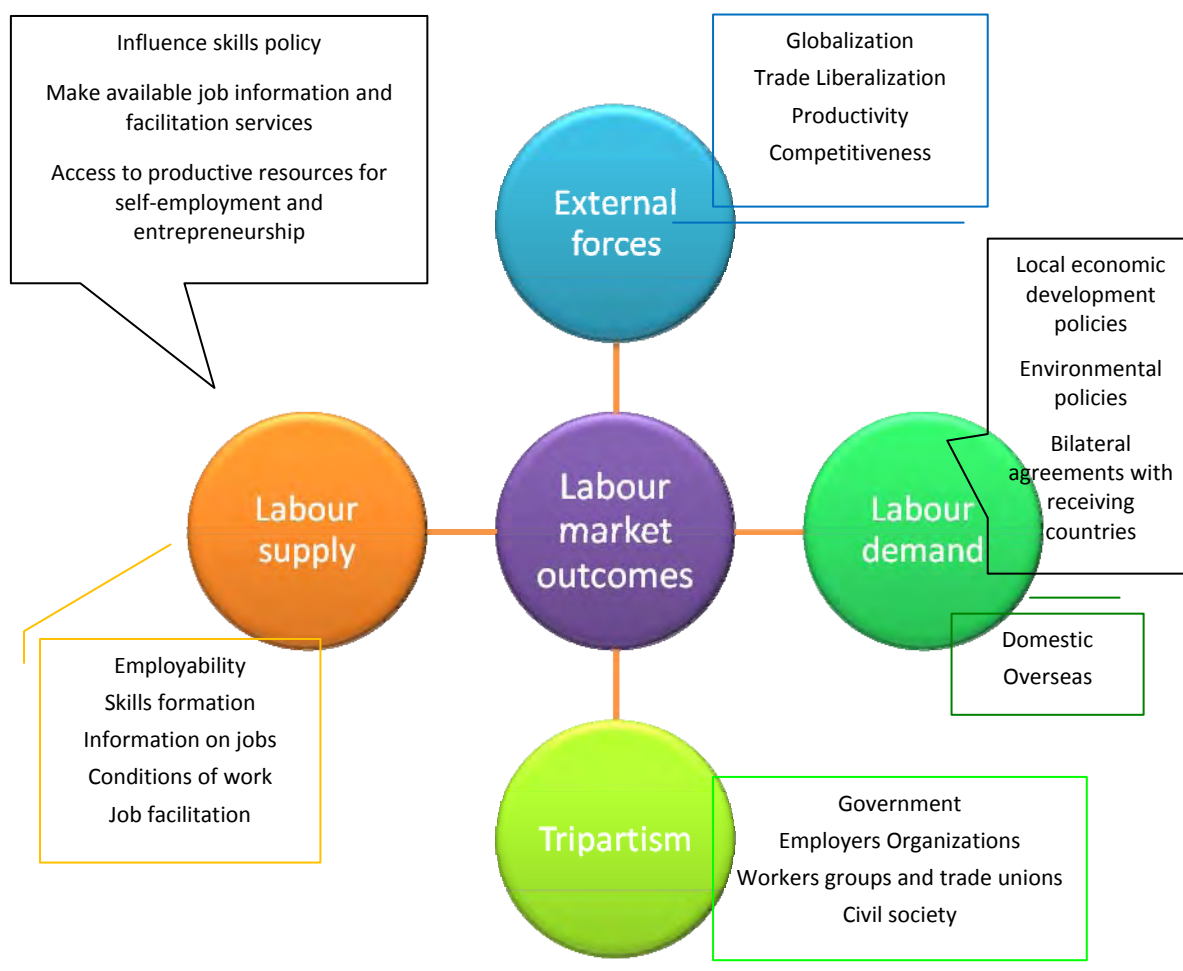 Influence skills policy
Make available job information and
facilitation services
Access to productive resources for
self-employment and
entrepreneurship
Globalization
Trade Liberalization
Productivity
Competitiveness
External
forces
Local economic
development
policies
Environmental
policies
Bilateral
agreements with
receiving
countries
Labour
supply
Labour
market
outcomes
Labour
demand
Domestic
Overseas
Employability
Skills formation
Information on jobs
Conditions of work
Job facilitation
Tripartism
Government
Employers Organizations
Workers groups and trade unions
Civil society